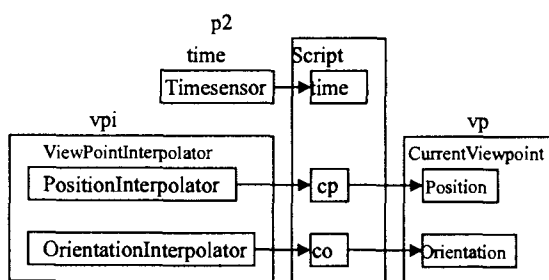 p2
time
Script
Timesensor
time
vpi
vp
ViewPointInterpolator
CurrentViewpoint
PositionInterpolator
cp
Position
OrientationInterpolator
co
Orientation